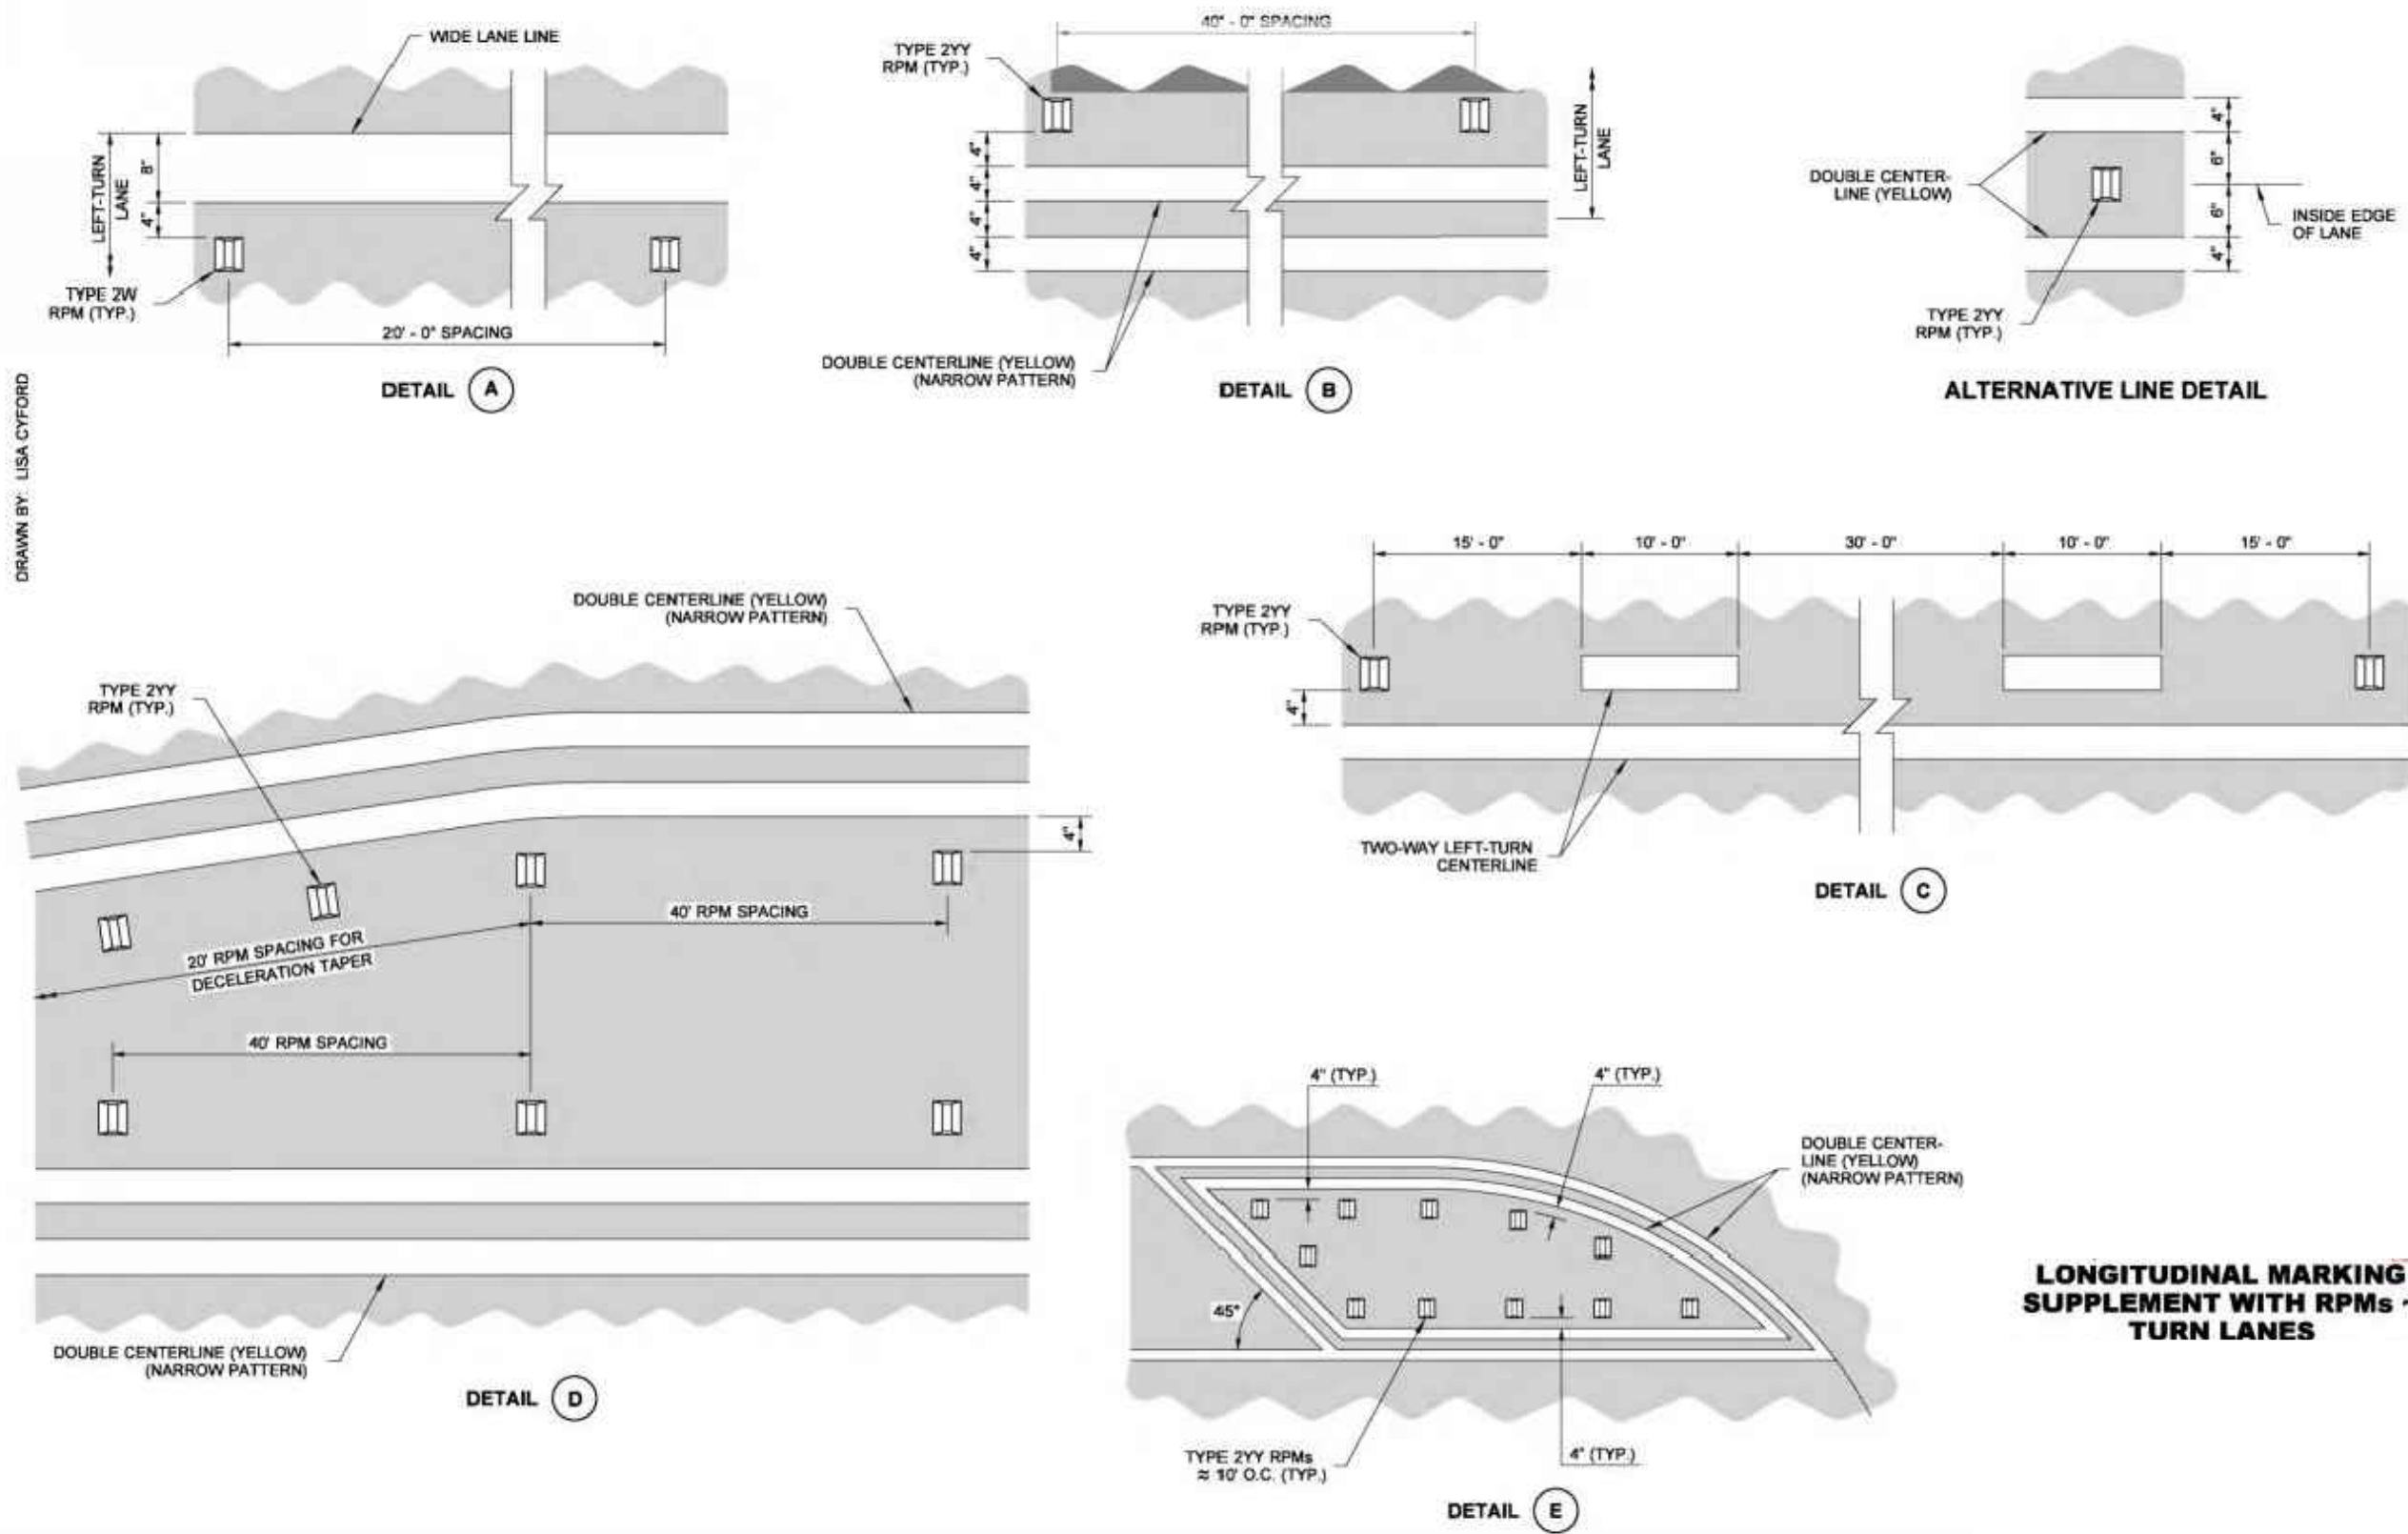 WIDE LANE LINE
LEFT-TURN
LANE
8"
4"
TYPE 2W
RPM (TYP.)
20' - 0" SPACING
DETAIL A
40" - 0" SPACING
TYPE 2YY
RPM (TYP.)
4"
4"
4"
4"
LEFT-TURN
LANE
DOUBLE CENTERLINE (YELLOW)
(NARROW PATTERN)
DETAIL B
4"
6"
6"
4"
DOUBLE CENTER-
LINE (YELLOW)
INSIDE EDGE
OF LANE
TYPE 2YY
RPM (TYP.)
ALTERNATIVE LINE DETAIL
DRAWN BY: LISA CYFORD
DOUBLE CENTERLINE (YELLOW)
(NARROW PATTERN)
TYPE 2YY
RPM (TYP.)
4"
40' RPM SPACING
20' RPM SPACING FOR
DECELERATION TAPER
40' RPM SPACING
DOUBLE CENTERLINE (YELLOW)
(NARROW PATTERN)
DETAIL D
15' - 0"
10' - 0"
30' - 0"
10' - 0"
15' - 0"
TYPE 2YY
RPM (TYP.)
4"
TWO-WAY LEFT-TURN
CENTERLINE
DETAIL C
4" (TYP.)
4" (TYP.)
DOUBLE CENTER-
LINE (YELLOW)
(NARROW PATTERN)
45°
TYPE 2YY RPMs
≈ 10' O.C. (TYP.)
4" (TYP.)
DETAIL E
LONGITUDINAL MARKING
SUPPLEMENT WITH RPMs ~
TURN LANES